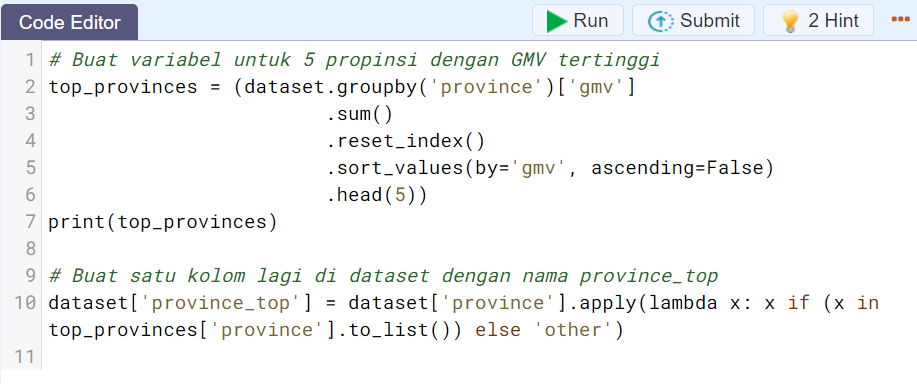 Code Editor
Run
Submit
2 Hint
1 # Buat variabel untuk 5 propinsi dengan GMV tertinggi
2 top_provinces = (dataset.groupby('province')['gmv']
3 .sum()
4 .reset_index()
5 .sort_values(by='gmv', ascending=False)
6 .head(5))
7 print(top_provinces)
8
9 # Buat satu kolom lagi di dataset dengan nama province_top
10 dataset['province_top'] = dataset['province'].apply(lambda x: x if (x in
top_provinces['province'].to_list()) else 'other')
11